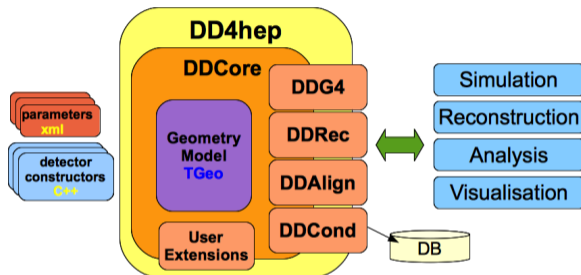 DD4hep
DDCore
parameters
xml
detector
constructors
C++
Geometry
Model
TGeo
User
Extensions
DDG4
DDRec
DDAlign
DDCond
Simulation
Reconstruction
Analysis
Visualisation
DB